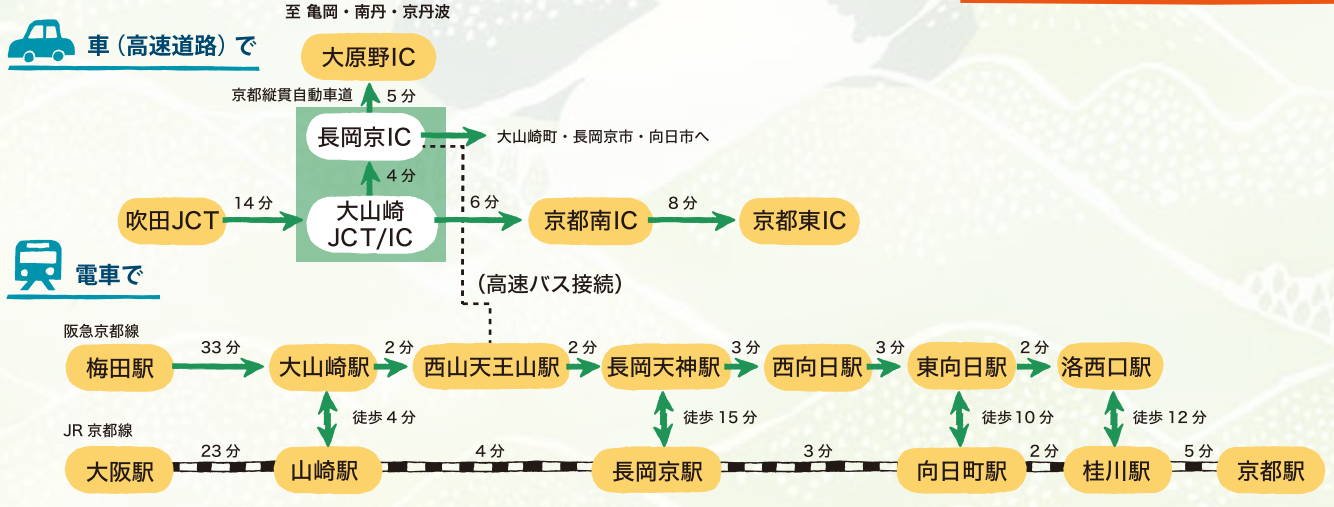 至 亀岡・南丹・京丹波
車（高速道路）で
大原野IC
京都縦貫自動車道
5分
長岡京IC
大山崎町・長岡京市・向日市へ
4分
吹田JCT
14分
大山崎
JCT/IC
6分
京都南IC
8分
京都東IC
電車で
（高速バス接続）
阪急京都線
梅田駅
33分
大山崎駅
2分
西山天王山駅
2分
長岡天神駅
3分
西向日駅
3分
東向日駅
2分
洛西口駅
徒歩4分
徒歩15分
徒歩10分
徒歩12分
JR京都線
大阪駅
23分
山崎駅
4分
長岡京駅
3分
向日町駅
2分
桂川駅
5分
京都駅